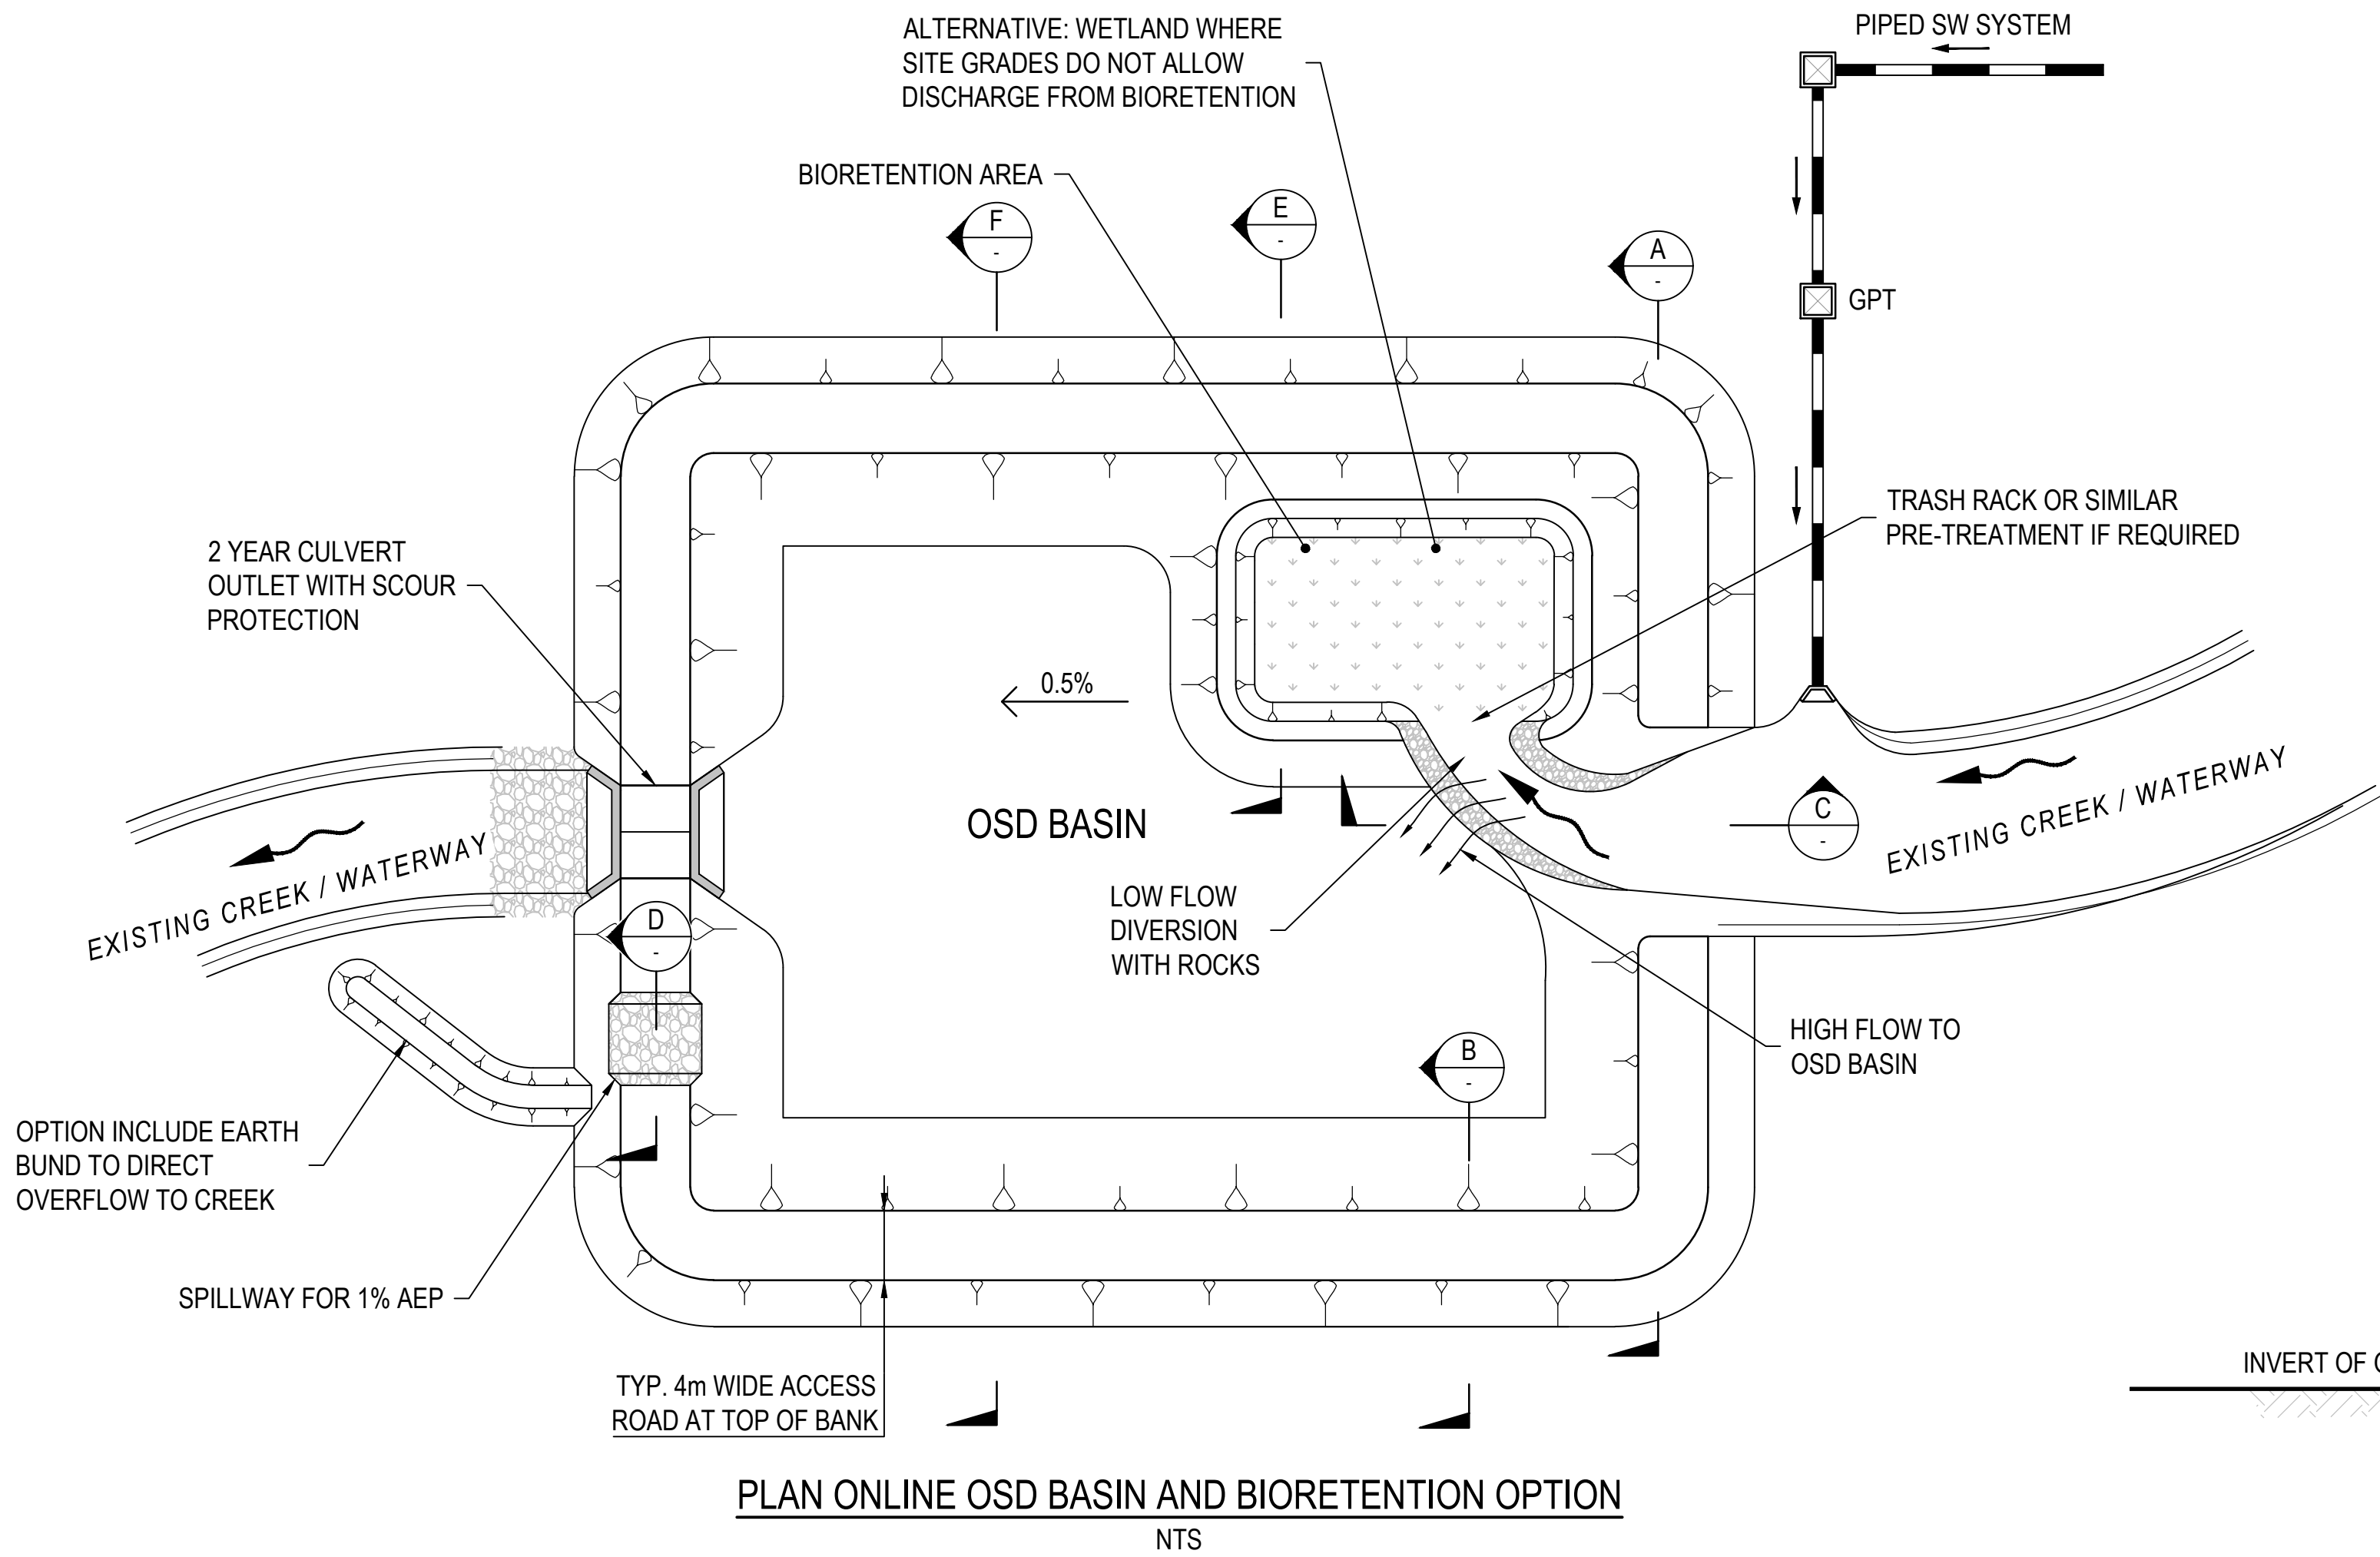 ALTERNATIVE: WETLAND WHERE
SITE GRADES DO NOT ALLOW
DISCHARGE FROM BIORETENTION
PIPED SW SYSTEM
BIORETENTION AREA
F
-
E
-
A
-
GPT
TRASH RACK OR SIMILAR
PRE-TREATMENT IF REQUIRED
2 YEAR CULVERT
OUTLET WITH SCOUR
PROTECTION
0.5%
OSD BASIN
C
-
EXISTING CREEK / WATERWAY
EXISTING CREEK / WATERWAY
LOW FLOW
DIVERSION
WITH ROCKS
D
-
HIGH FLOW TO
OSD BASIN
B
-
OPTION INCLUDE EARTH
BUND TO DIRECT
OVERFLOW TO CREEK
SPILLWAY FOR 1% AEP
TYP. 4m WIDE ACCESS
ROAD AT TOP OF BANK
INVERT OF
PLAN ONLINE OSD BASIN AND BIORETENTION OPTION
NTS